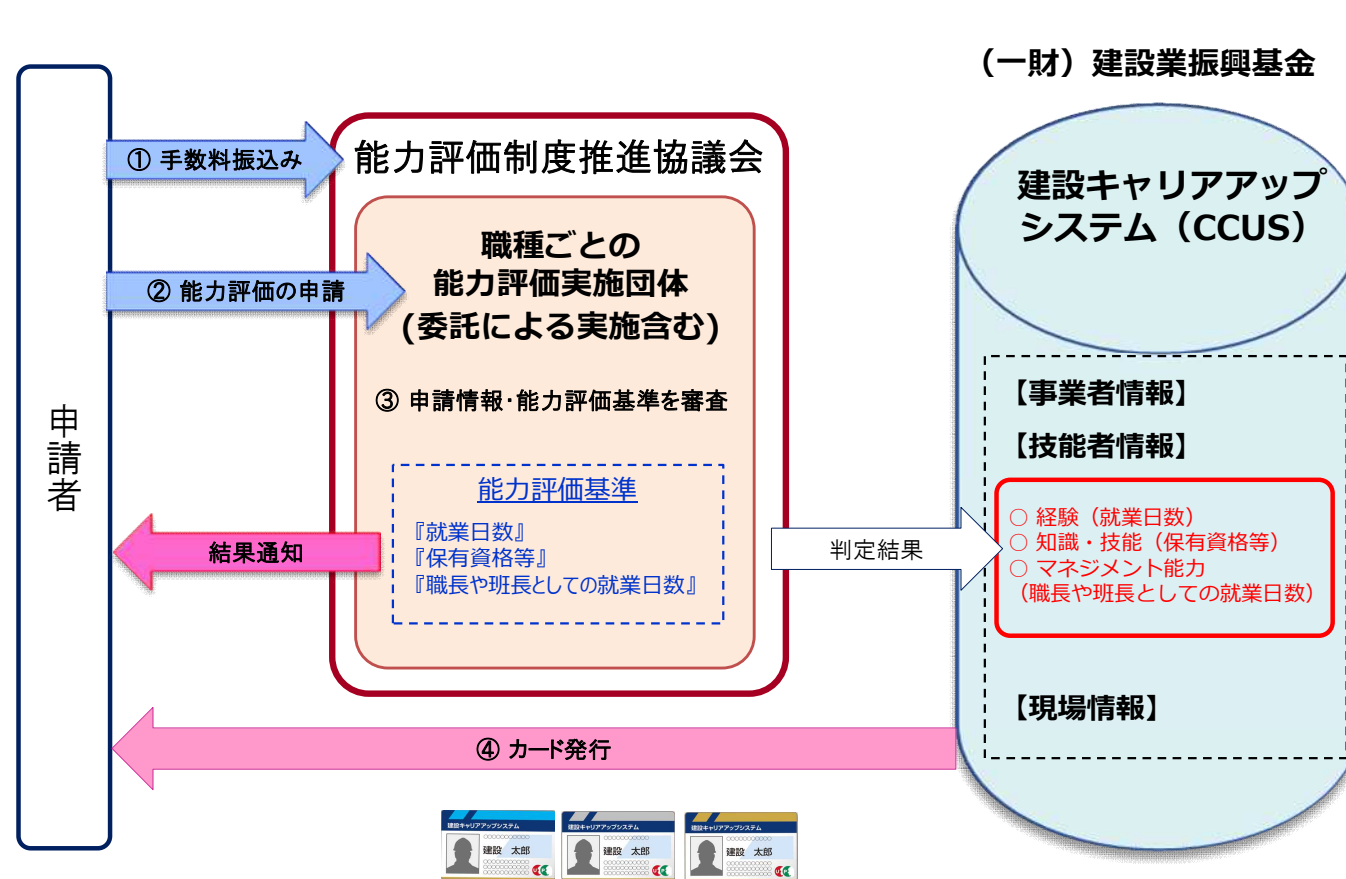 （一財）建設業振興基金
申請者
① 手数料振込み
能力評価制度推進協議会
② 能力評価の申請
職種ごとの
能力評価実施団体
(委託による実施含む)
③ 申請情報･能力評価基準を審査
能力評価基準
『就業日数』
『保有資格等』
『職長や班長としての就業日数』
結果通知
判定結果
建設キャリアアップ
システム（CCUS）
【事業者情報】
【技能者情報】
○ 経験（就業日数）
○ 知識・技能（保有資格等）
○ マネジメント能力
（職長や班長としての就業日数）
【現場情報】
④ カード発行
建設キャリアアップシステム
建設　太郎
建設キャリアアップシステム
建設　太郎
建設キャリアアップシステム
建設　太郎